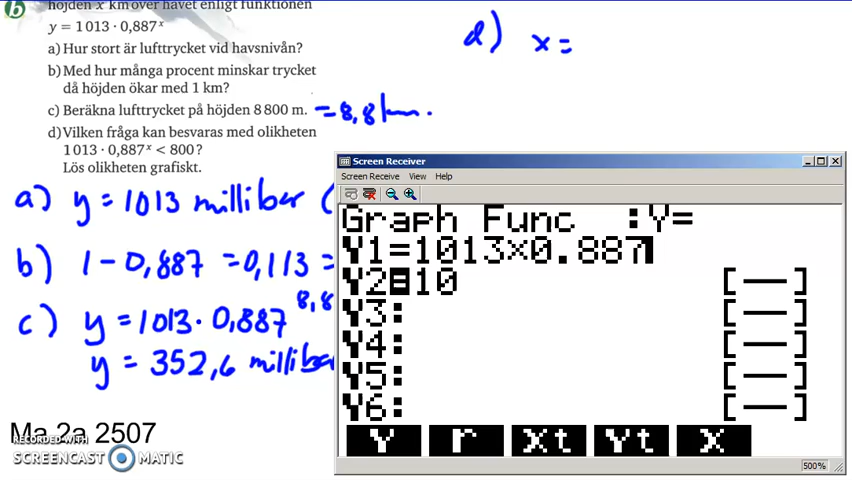 b
höjden x km över havet enligt funktionen
y = 1 013 · 0,887ˣ
a) Hur stort är lufttrycket vid havsnivån?
b) Med hur många procent minskar trycket
då höjden ökar med 1 km?
c) Beräkna lufttrycket på höjden 8 800 m. = 8,8 km.
d) Vilken fråga kan besvaras med olikheten
1 013 · 0,887ˣ < 800?
Lös olikheten grafiskt.
d) x =
a) y = 1013 millibar (
b) 1 - 0,887 = 0,113 =
c) y = 1013 · 0,887 8,8
y = 352,6 millibar
Screen Receiver
Screen Receive View Help
Graph Func :Y=
Y1=1013×0.887
Y2=10 [—]
Y3: [—]
Y4: [—]
Y5: [—]
Y6: [—]
Y r Xt Yt X
500%
Ma 2a 2507
RECORDED WITH
SCREENCAST MATIC